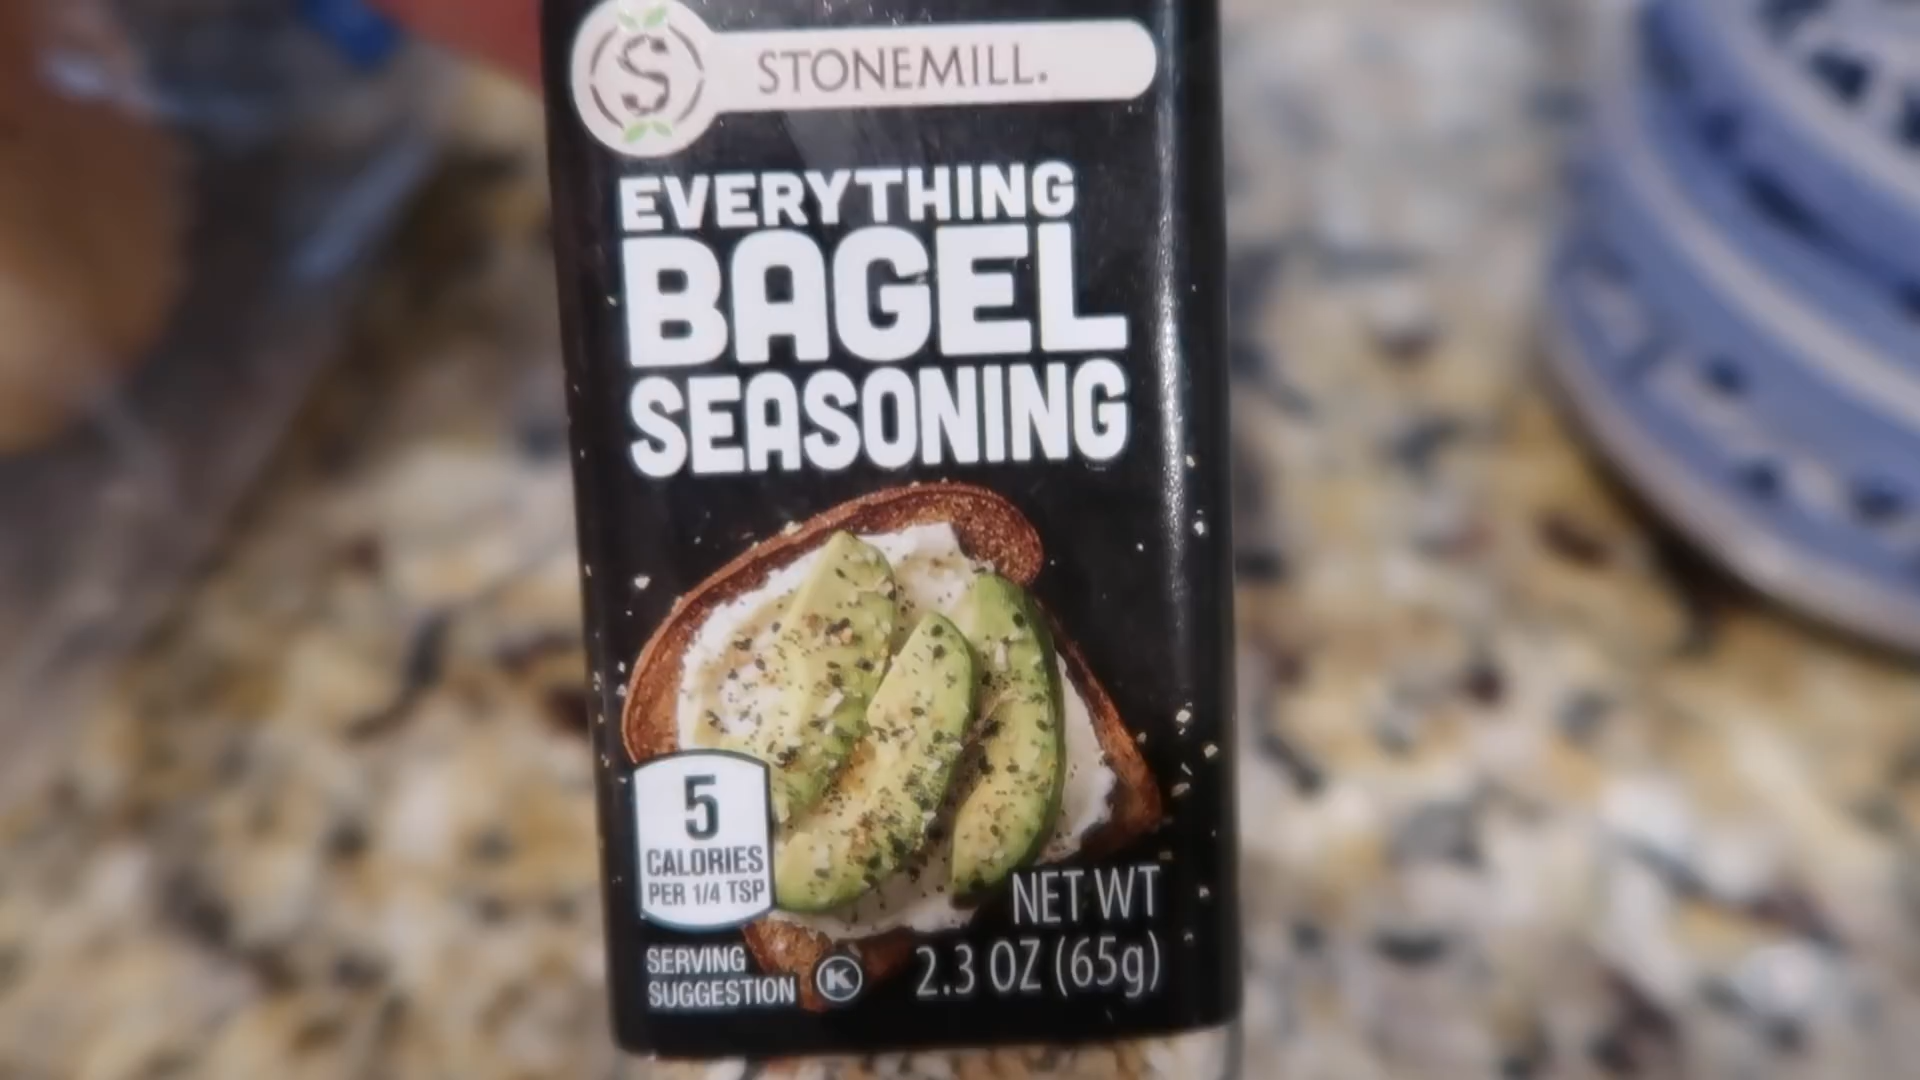 S
STONEMILL.
EVERYTHING
BAGEL
SEASONING
5
CALORIES
PER 1/4 TSP
SERVING
SUGGESTION
K
NET WT
2.3 OZ (65g)